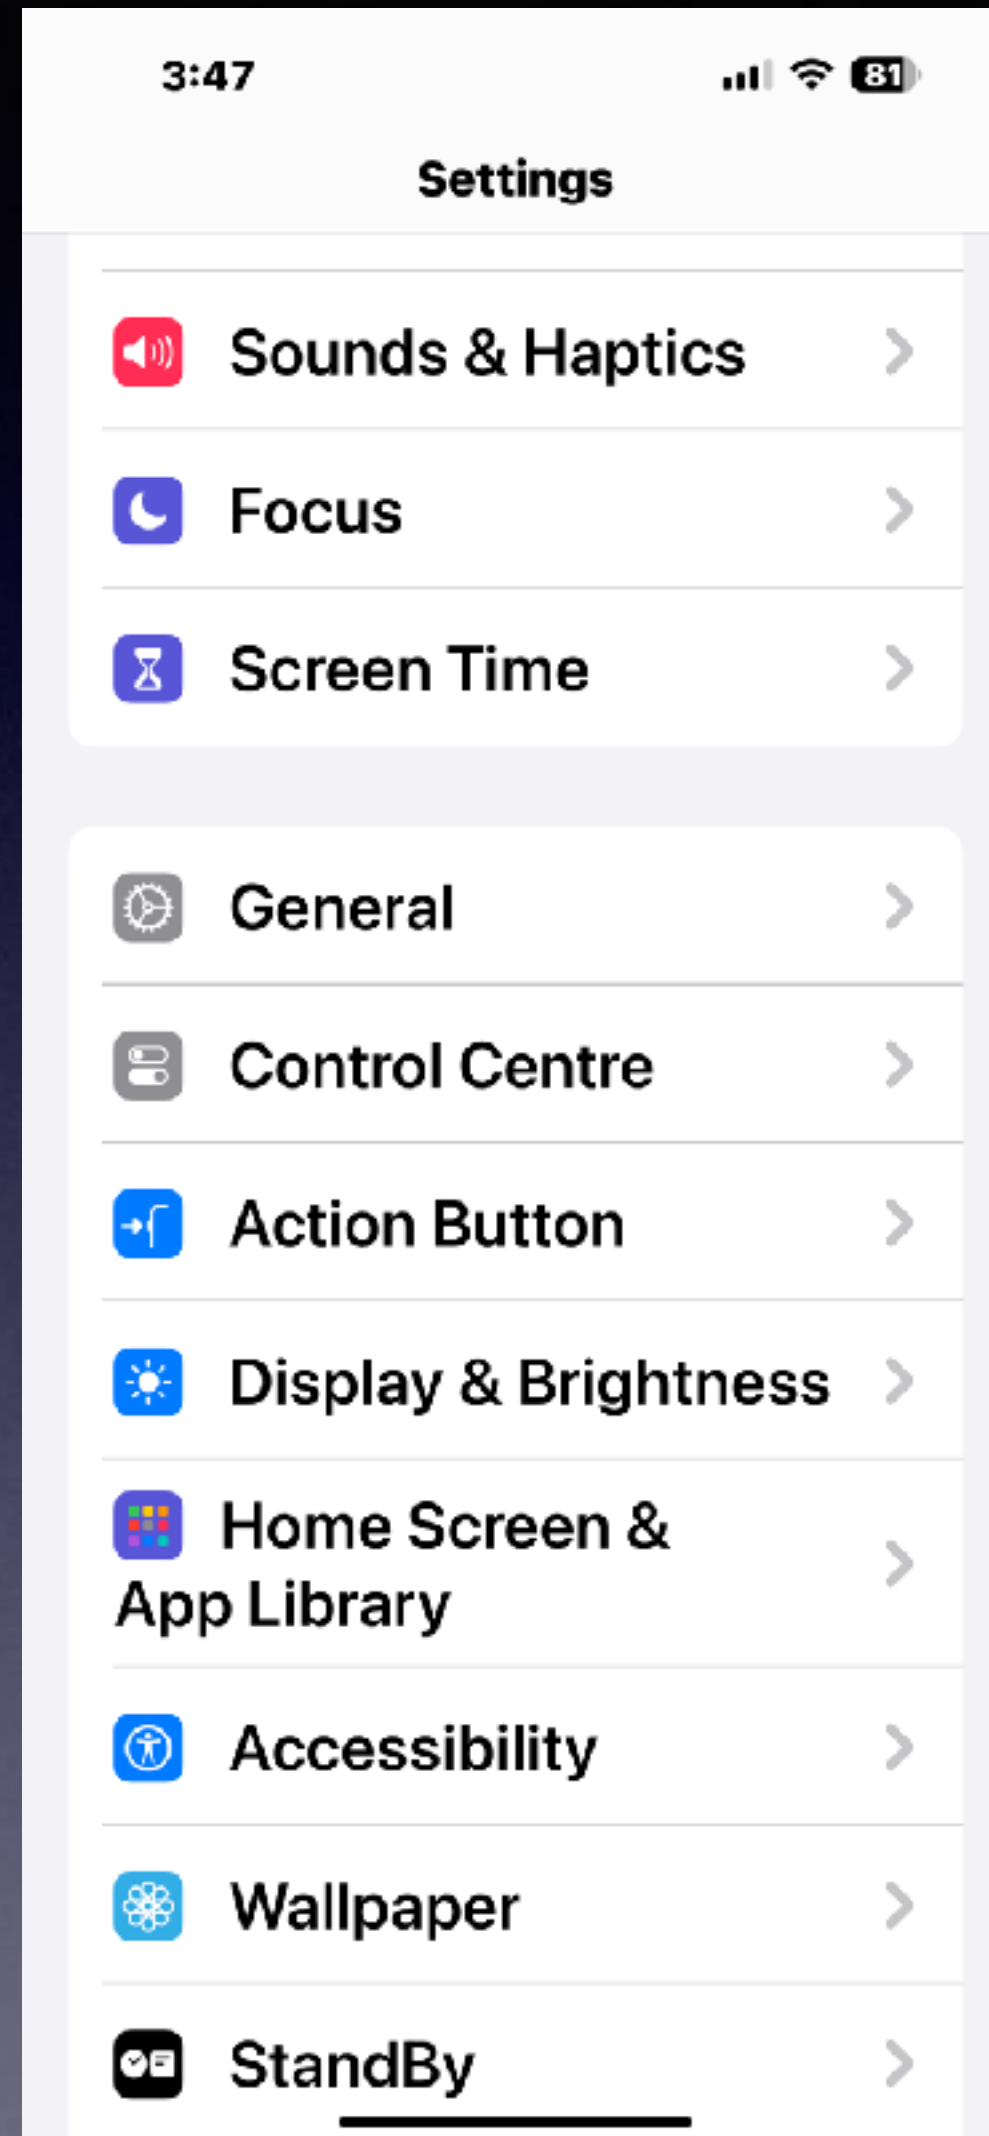 3:47
81
Settings
Sounds & Haptics
Focus
Screen Time
General
Control Centre
Action Button
Display & Brightness
Home Screen &
App Library
Accessibility
Wallpaper
StandBy